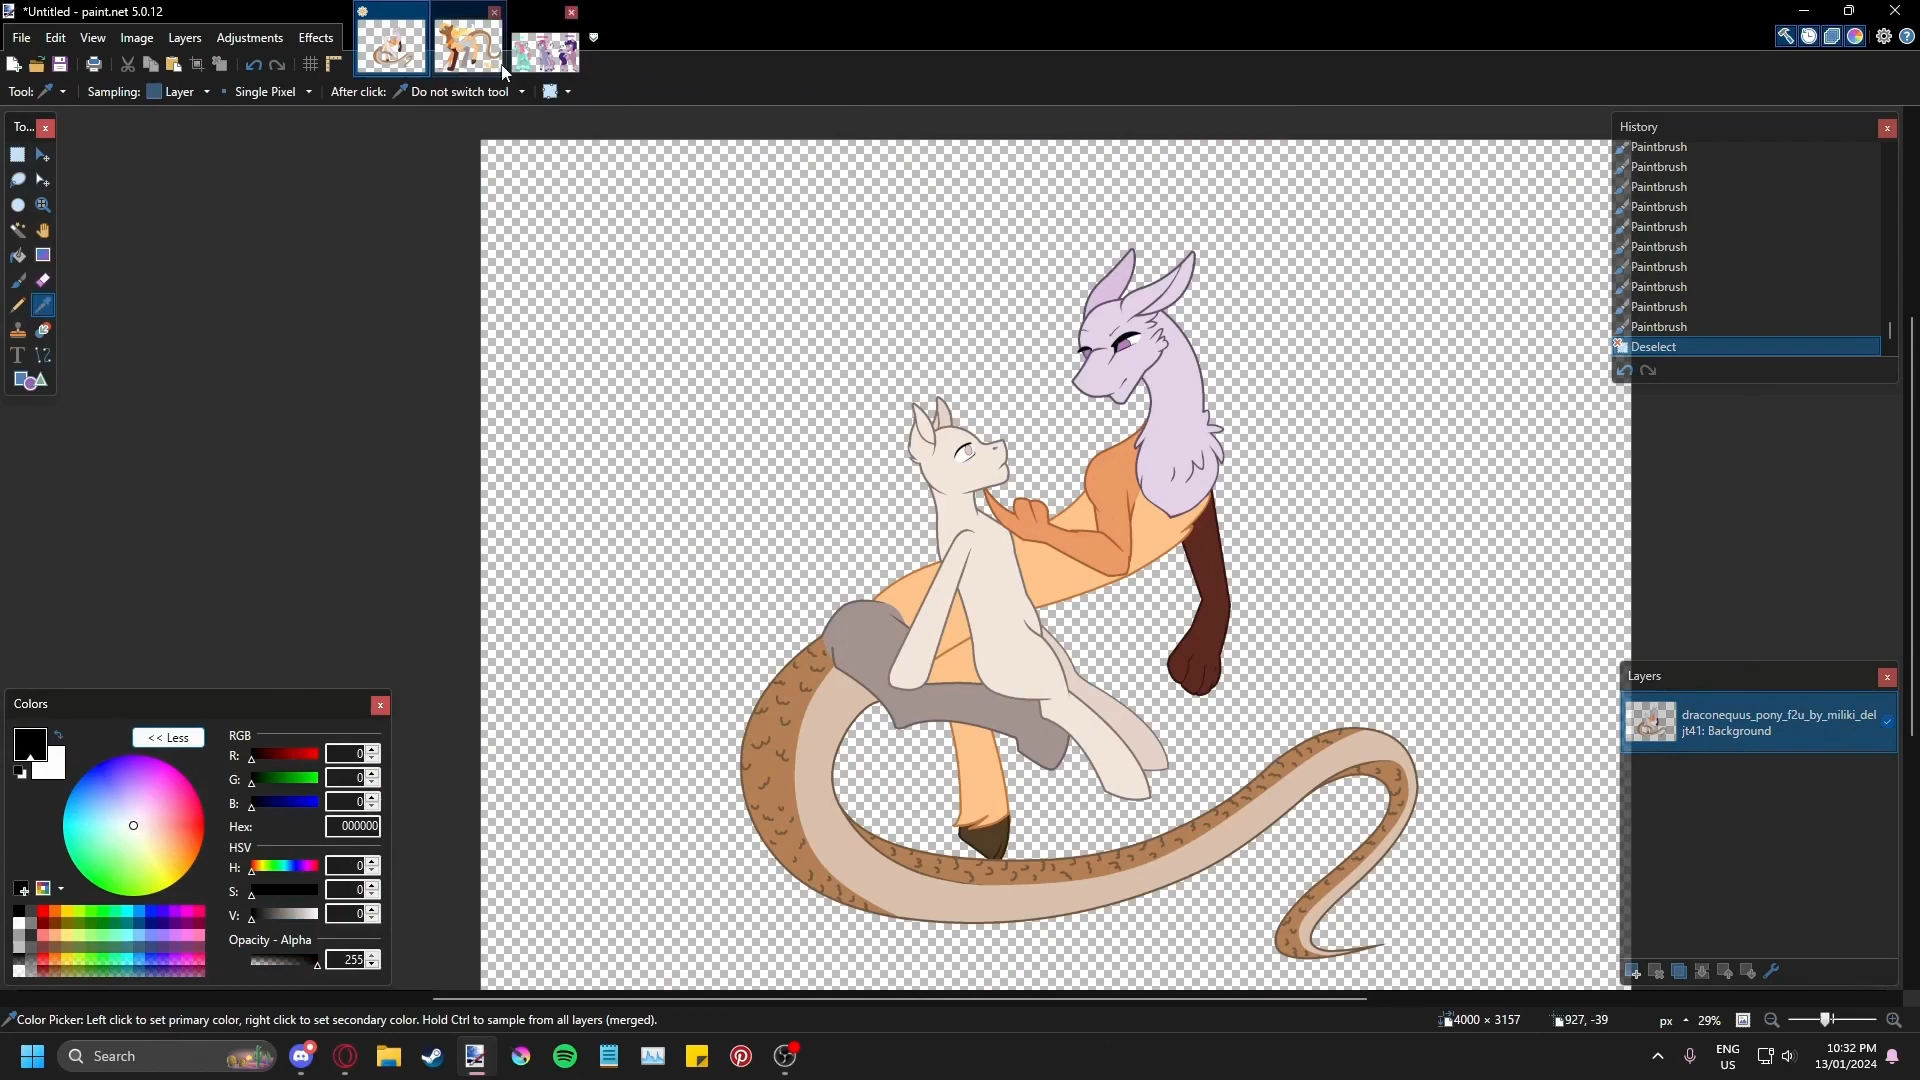 *Untitled - paint.net 5.0.12
File Edit View Image Layers Adjustments Effects
Tool: Sampling: Layer Single Pixel After click: Do not switch tool
To...
Colors
<< Less
RGB
R: 0
G: 0
B: 0
Hex: 000000
HSV
H: 0
S: 0
V: 0
Opacity - Alpha
255
History
Paintbrush
Paintbrush
Paintbrush
Paintbrush
Paintbrush
Paintbrush
Paintbrush
Paintbrush
Paintbrush
Paintbrush
Deselect
Layers
draconequus_pony_f2u_by_miliki_del
jt41: Background
Color Picker: Left click to set primary color, right click to set secondary color. Hold Ctrl to sample from all layers (merged).
4000 × 3157 927, -39 px 29%
Search
ENG
US
10:32 PM
13/01/2024